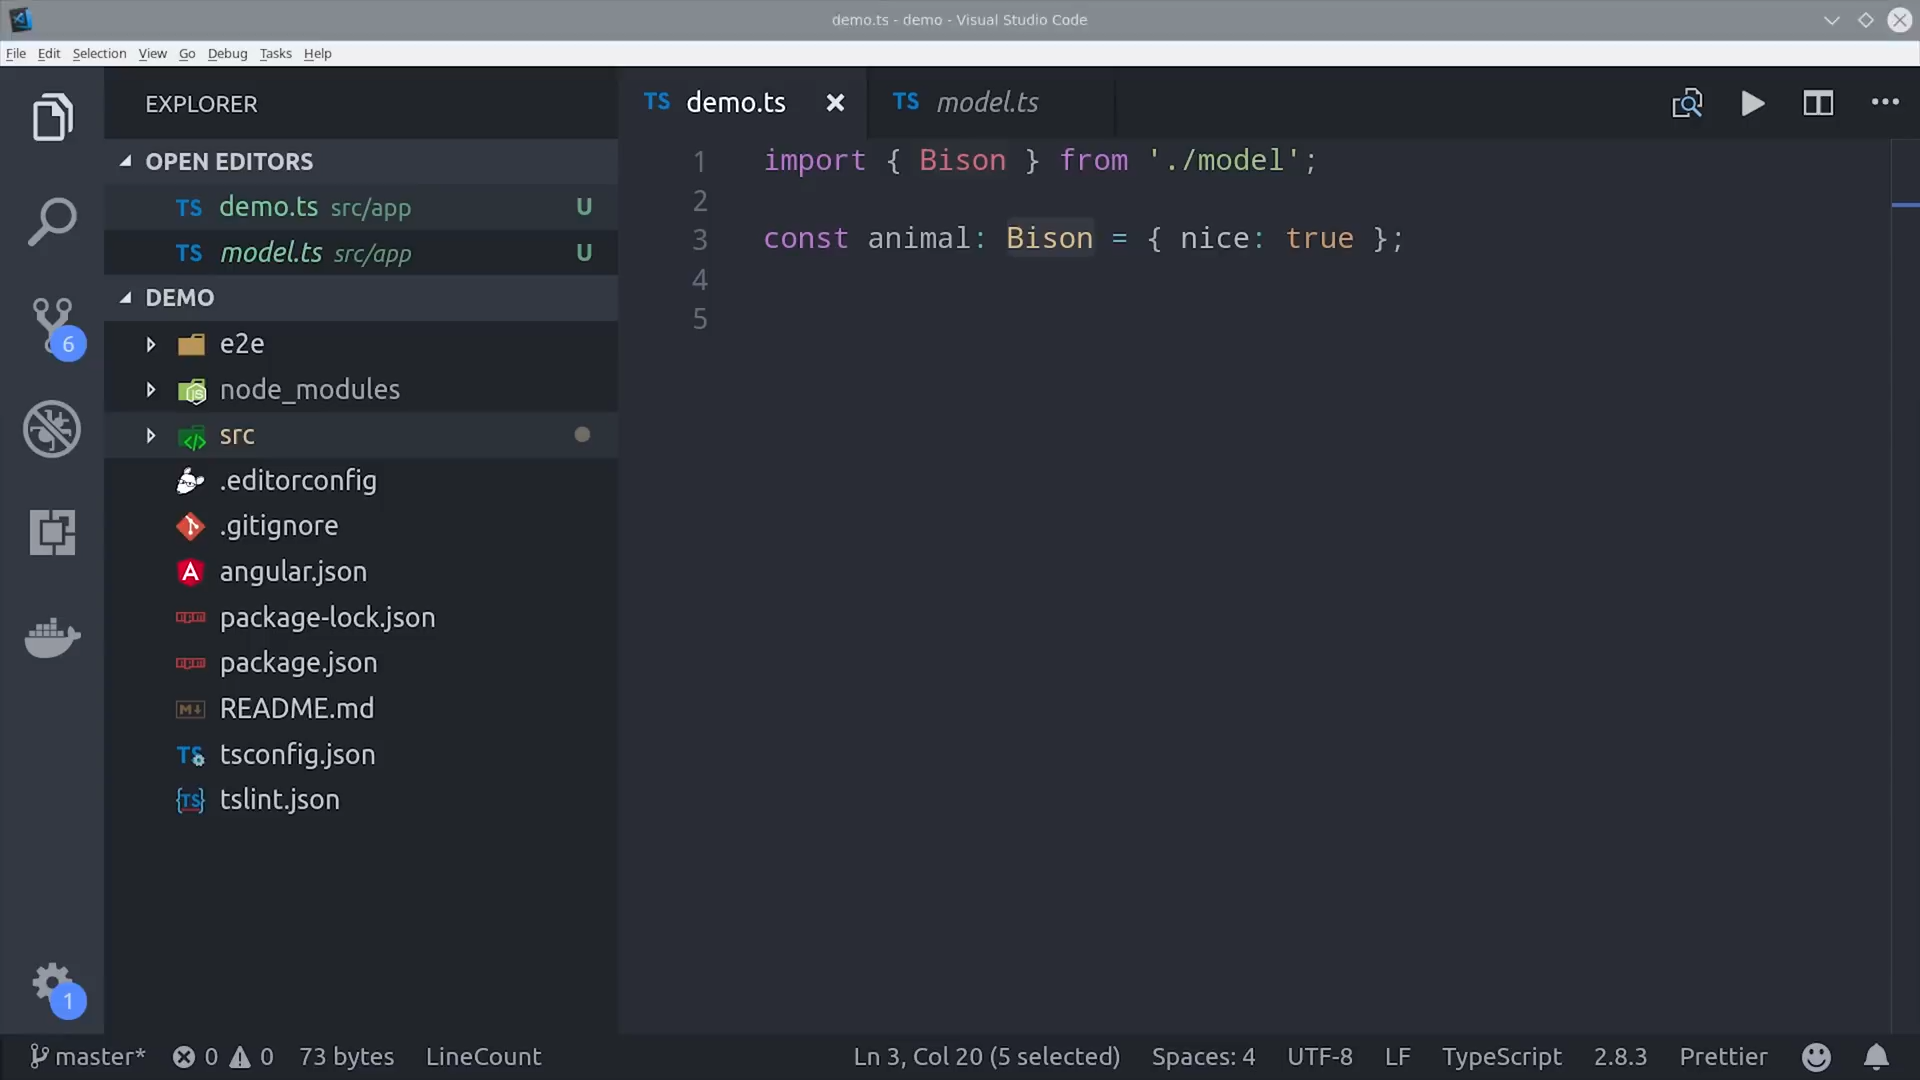 demo.ts - demo - Visual Studio Code
File Edit Selection View Go Debug Tasks Help
EXPLORER
TS demo.ts
TS model.ts
OPEN EDITORS
TS demo.ts src/app U
TS model.ts src/app U
DEMO
e2e
node_modules
src
.editorconfig
.gitignore
angular.json
package-lock.json
package.json
README.md
tsconfig.json
tslint.json
6
1
1 import { Bison } from './model';
2
3 const animal: Bison = { nice: true };
4
5
master* 0 0 73 bytes LineCount Ln 3, Col 20 (5 selected) Spaces: 4 UTF-8 LF TypeScript 2.8.3 Prettier